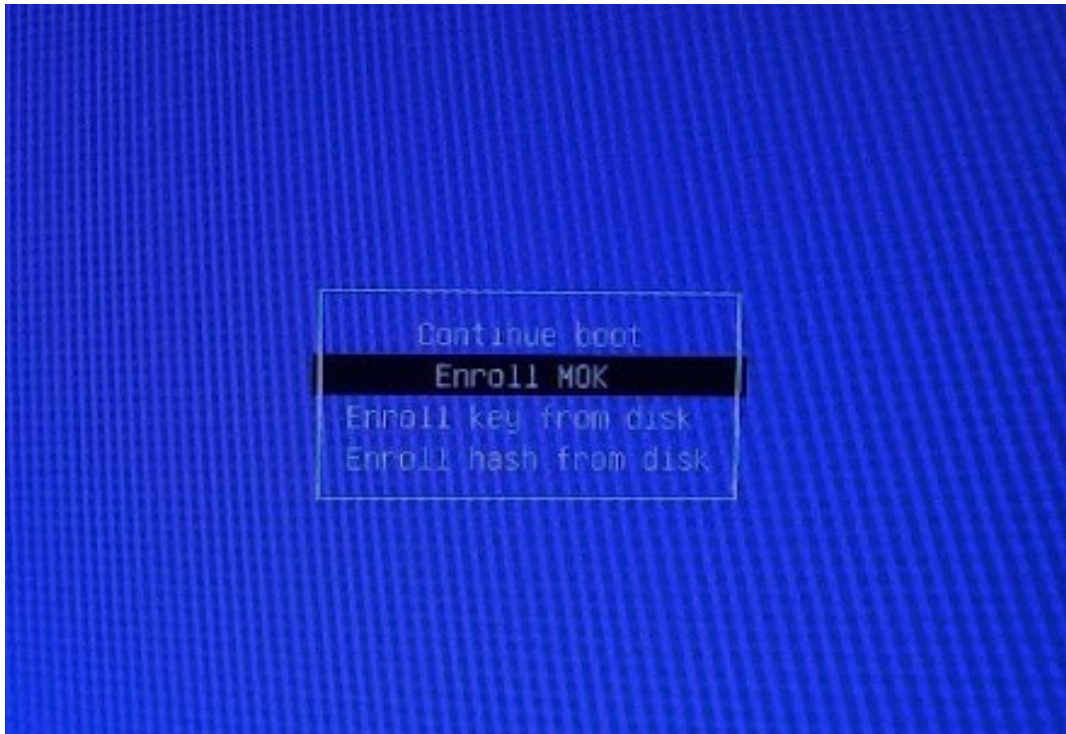 Continue boot
Enroll MOK
Enroll key from disk
Enroll hash from disk